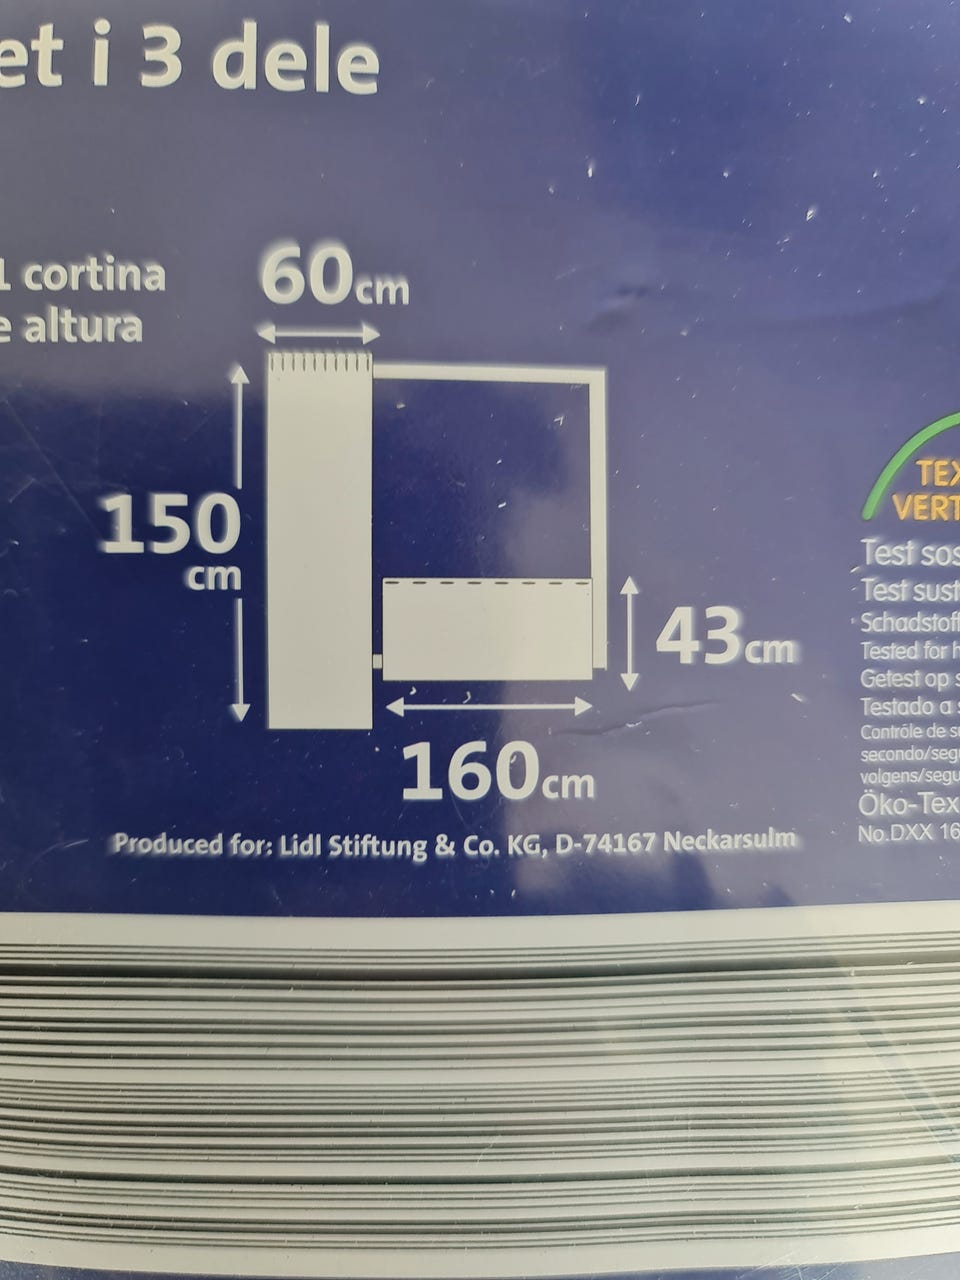 et i 3 dele
1 cortina
e altura
60cm
150
cm
43cm
160cm
Produced for: Lidl Stiftung & Co. KG, D-74167 Neckarsulm
TEX
VERT
Test sos
Test sust
Schadstoff
Tested for h
Getest op s
Testado a s
Contrôle de su
secondo/segu
volgens/segu
Öko-Tex
No.DXX 16